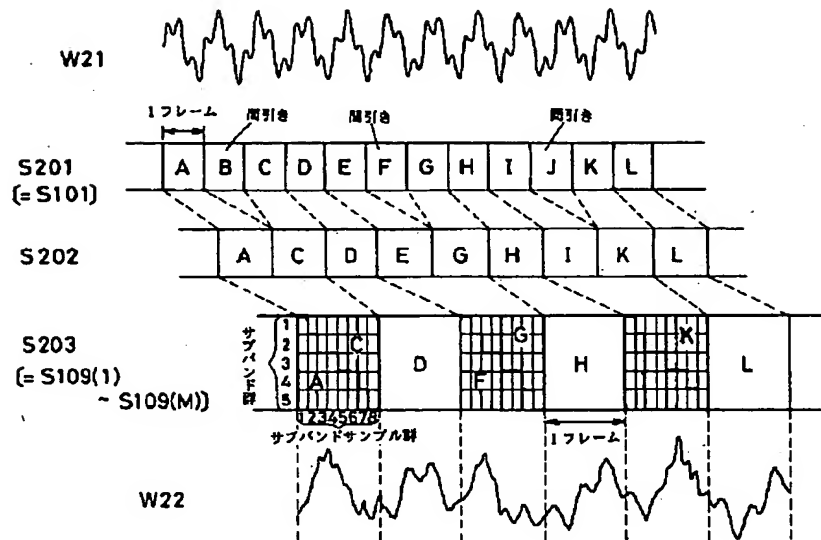 W21
1フレーム 間引き 間引き 間引き
S201 A B C D E F G H I J K L
(=S101)
S202 A C D E G H I K L
S203 サブバンド群 1 2 3 4 5 A C D F G H K L
(=S109(1)
~S109(M))
12345678
サブバンドサンプル群 1フレーム
W22